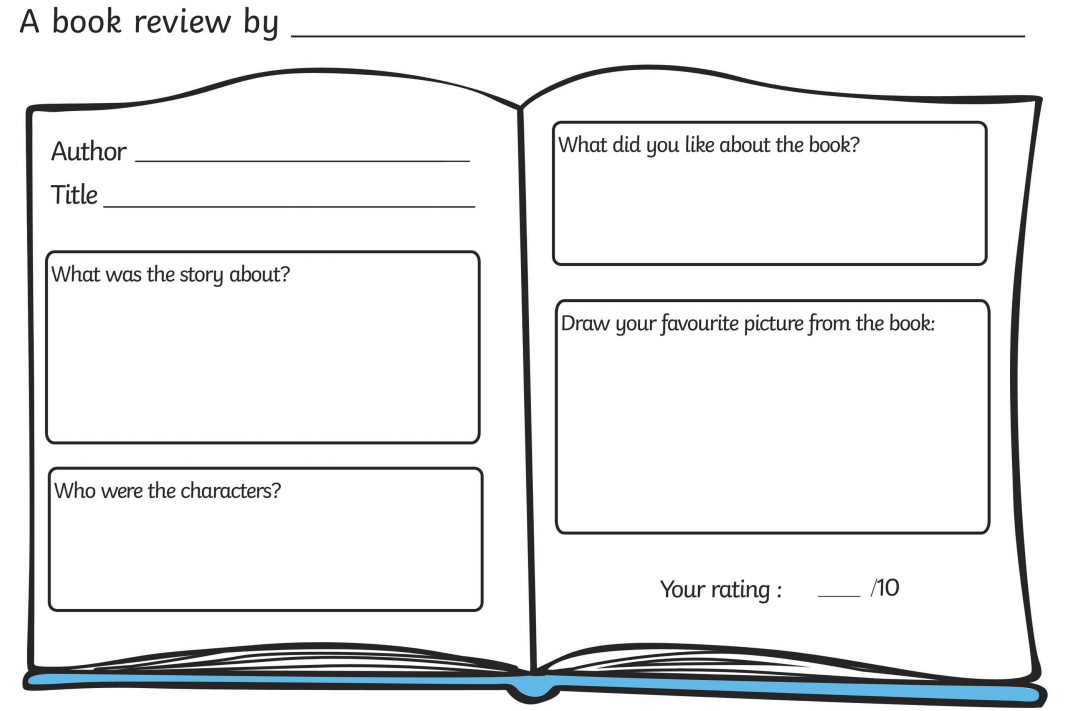 A book review by
Author
Title
What was the story about?
Who were the characters?
What did you like about the book?
Draw your favourite picture from the book:
Your rating : /10